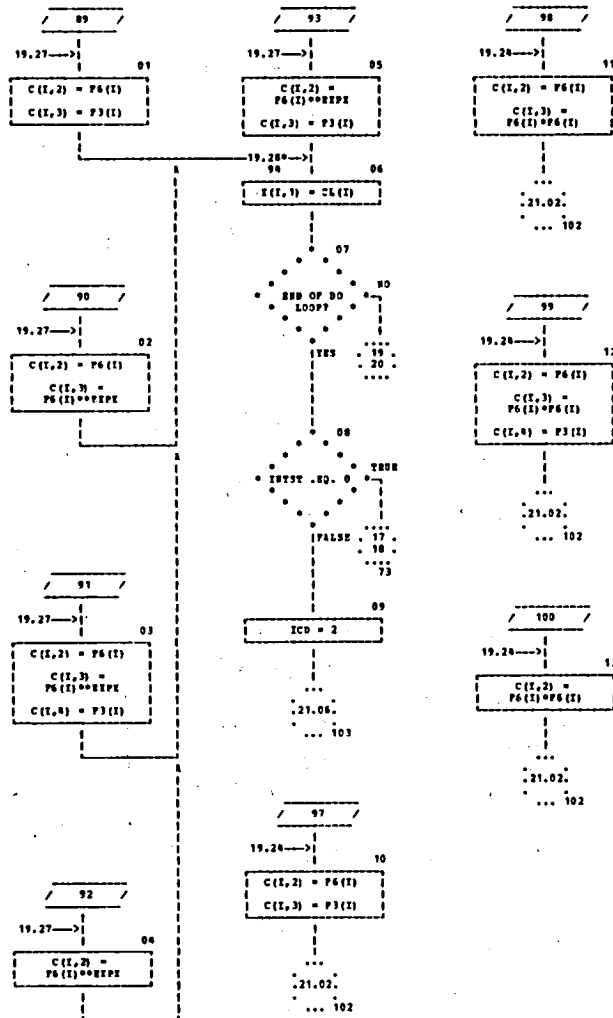 / 89 /
19.27--->
01
C(I,2) = F6(I)
C(I,3) = F3(I)
/ 90 /
19.27--->
02
C(I,2) = F6(I)
C(I,3) =
F6(I)**EXPX
/ 91 /
19.27--->
03
C(I,2) = F6(I)
C(I,3) =
F6(I)**EXPX
C(I,4) = F3(I)
/ 92 /
19.27--->
04
C(I,2) =
F6(I)**EXPX
/ 93 /
19.27--->
05
C(I,2) =
F6(I)**EXPX
C(I,3) = F3(I)
19.28*-->
94
06
X(I,1) = CL(I)
07
END OF DO
LOOP?
NO
19
20
YES
08
INTST .EQ. 0
TRUE
17
18
73
FALSE
09
ICD = 2
.21.06.
103
/ 97 /
19.24--->
10
C(I,2) = F6(I)
C(I,3) = F3(I)
.21.02.
102
/ 98 /
19.24--->
11
C(I,2) = F6(I)
C(I,3) =
F6(I)*F6(I)
.21.02.
102
/ 99 /
19.24--->
C(I,2) = F6(I)
C(I,3) =
F6(I)*F6(I)
C(I,4) = F3(I)
.21.02.
102
/ 100 /
19.24--->
C(I,2) =
F6(I)*F6(I)
.21.02.
102